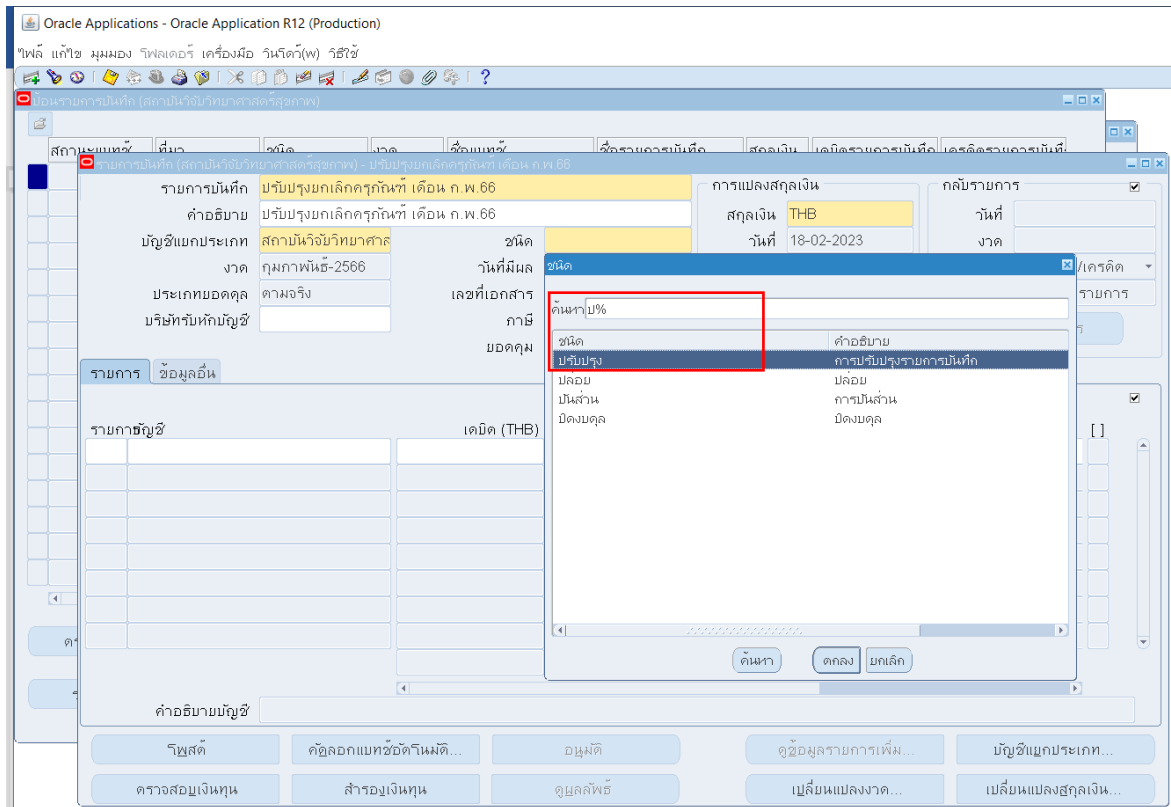 Oracle Applications - Oracle Application R12 (Production)
ไฟล์ แก้ไข มุมมอง โฟลเดอร์ เครื่องมือ วินโดว์(w) วิธีใช้
ป้อนรายการบันทึก (สถาบันวิจัยวิทยาศาสตร์สุขภาพ)
สถานะแบทช์ ที่มา ชนิด งวด ชื่อแบทช์ ชื่อรายการบันทึก สกุลเงิน เดบิตรายการบันทึก เครดิตรายการบันทึ
รายการบันทึก (สถาบันวิจัยวิทยาศาสตร์สุขภาพ) - ปรับปรุงยกเลิกครุภัณฑ์ เดือน ก.พ.66
รายการบันทึก ปรับปรุงยกเลิกครุภัณฑ์ เดือน ก.พ.66 การแปลงสกุลเงิน กลับรายการ
คำอธิบาย ปรับปรุงยกเลิกครุภัณฑ์ เดือน ก.พ.66 สกุลเงิน THB วันที่
บัญชีแยกประเภท สถาบันวิจัยวิทยาศาส ชนิด วันที่ 18-02-2023 งวด
งวด กุมภาพันธ์-2566 วันที่มีผล ชนิด /เครดิต
ประเภทยอดดุล ตามจริง เลขที่เอกสาร รายการ
ค้นหา ป%
บริษัทรับหักบัญชี ภาษี
ยอดคุม ชนิด คำอธิบาย
ปรับปรุง การปรับปรุงรายการบันทึก
รายการ ข้อมูลอื่น ปล่อย ปล่อย
ปันส่วน การปันส่วน
ปิดงบดุล ปิดงบดุล
รายการ บัญชี เดบิต (THB) [ ]
ค้นหา ตกลง ยกเลิก
คำอธิบายบัญชี
โพสต์ คัดลอกแบทช์อัตโนมัติ... อนุมัติ ดูข้อมูลรายการเพิ่ม... บัญชีแยกประเภท...
ตรวจสอบเงินทุน สำรองเงินทุน ดูผลลัพธ์ เปลี่ยนแปลงงวด... เปลี่ยนแปลงสกุลเงิน...